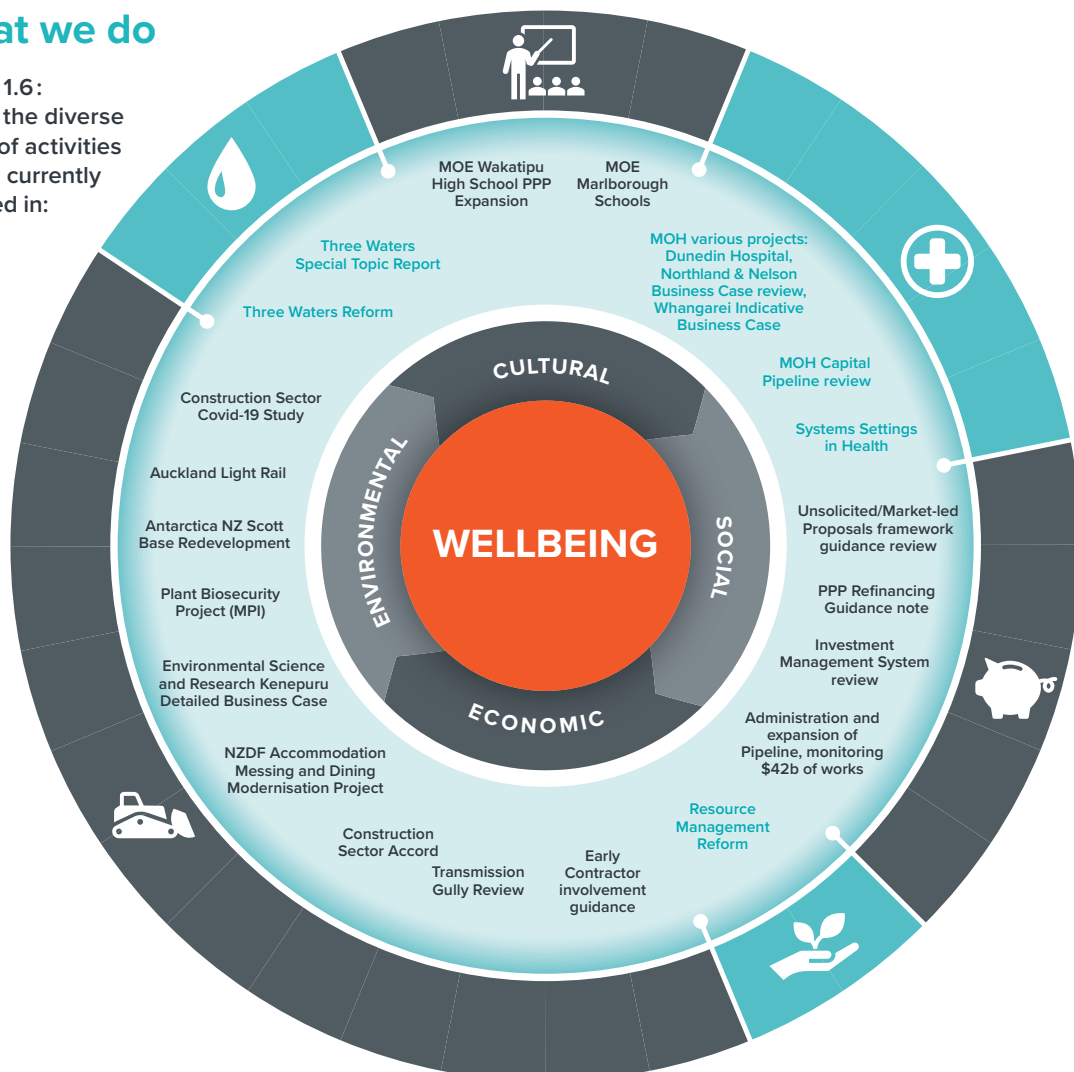 at we do
1.6:
the diverse
of activities
currently
ed in:
MOE Wakatipu
High School PPP
Expansion
MOE
Marlborough
Schools
Three Waters
Special Topic Report
Three Waters Reform
MOH various projects:
Dunedin Hospital,
Northland & Nelson
Business Case review,
Whangarei Indicative
Business Case
MOH Capital
Pipeline review
Systems Settings
in Health
Construction Sector
Covid-19 Study
Auckland Light Rail
Antarctica NZ Scott
Base Redevelopment
Plant Biosecurity
Project (MPI)
Environmental Science
and Research Kenepuru
Detailed Business Case
NZDF Accommodation
Messing and Dining
Modernisation Project
Construction
Sector Accord
Transmission
Gully Review
Early
Contractor
involvement
guidance
Resource
Management
Reform
Administration and
expansion of
Pipeline, monitoring
$42b of works
Investment
Management System
review
PPP Refinancing
Guidance note
Unsolicited/Market-led
Proposals framework
guidance review
CULTURAL
SOCIAL
ECONOMIC
ENVIRONMENTAL
WELLBEING